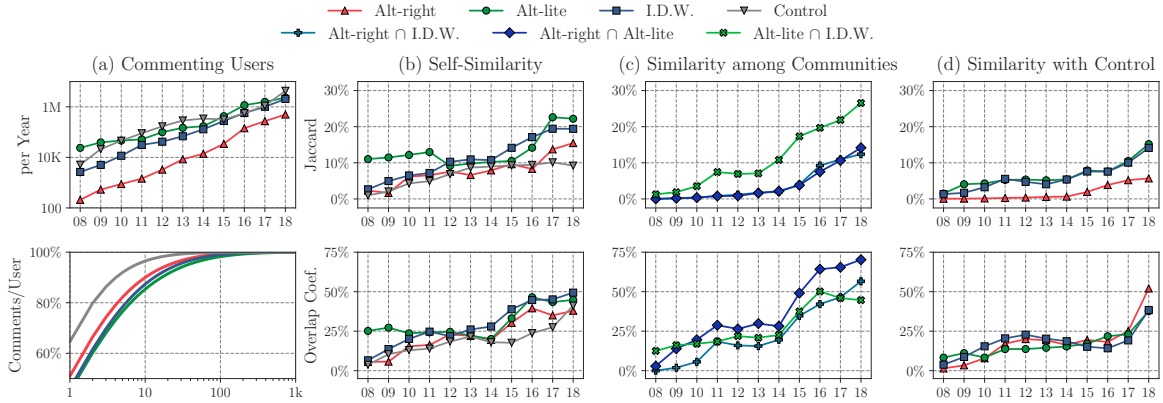 Alt-right Alt-lite I.D.W. Control
Alt-right ∩ I.D.W. Alt-right ∩ Alt-lite Alt-lite ∩ I.D.W.
(a) Commenting Users
per Year
1M
10K
100
08 09 10 11 12 13 14 15 16 17 18
(b) Self-Similarity
Jaccard
30%
20%
10%
0%
08 09 10 11 12 13 14 15 16 17 18
(c) Similarity among Communities
30%
20%
10%
0%
08 09 10 11 12 13 14 15 16 17 18
(d) Similarity with Control
30%
20%
10%
0%
08 09 10 11 12 13 14 15 16 17 18
Comments/User
100%
80%
60%
1 10 100 1k
Overlap Coef.
75%
50%
25%
0%
08 09 10 11 12 13 14 15 16 17 18
75%
50%
25%
0%
08 09 10 11 12 13 14 15 16 17 18
75%
50%
25%
0%
08 09 10 11 12 13 14 15 16 17 18